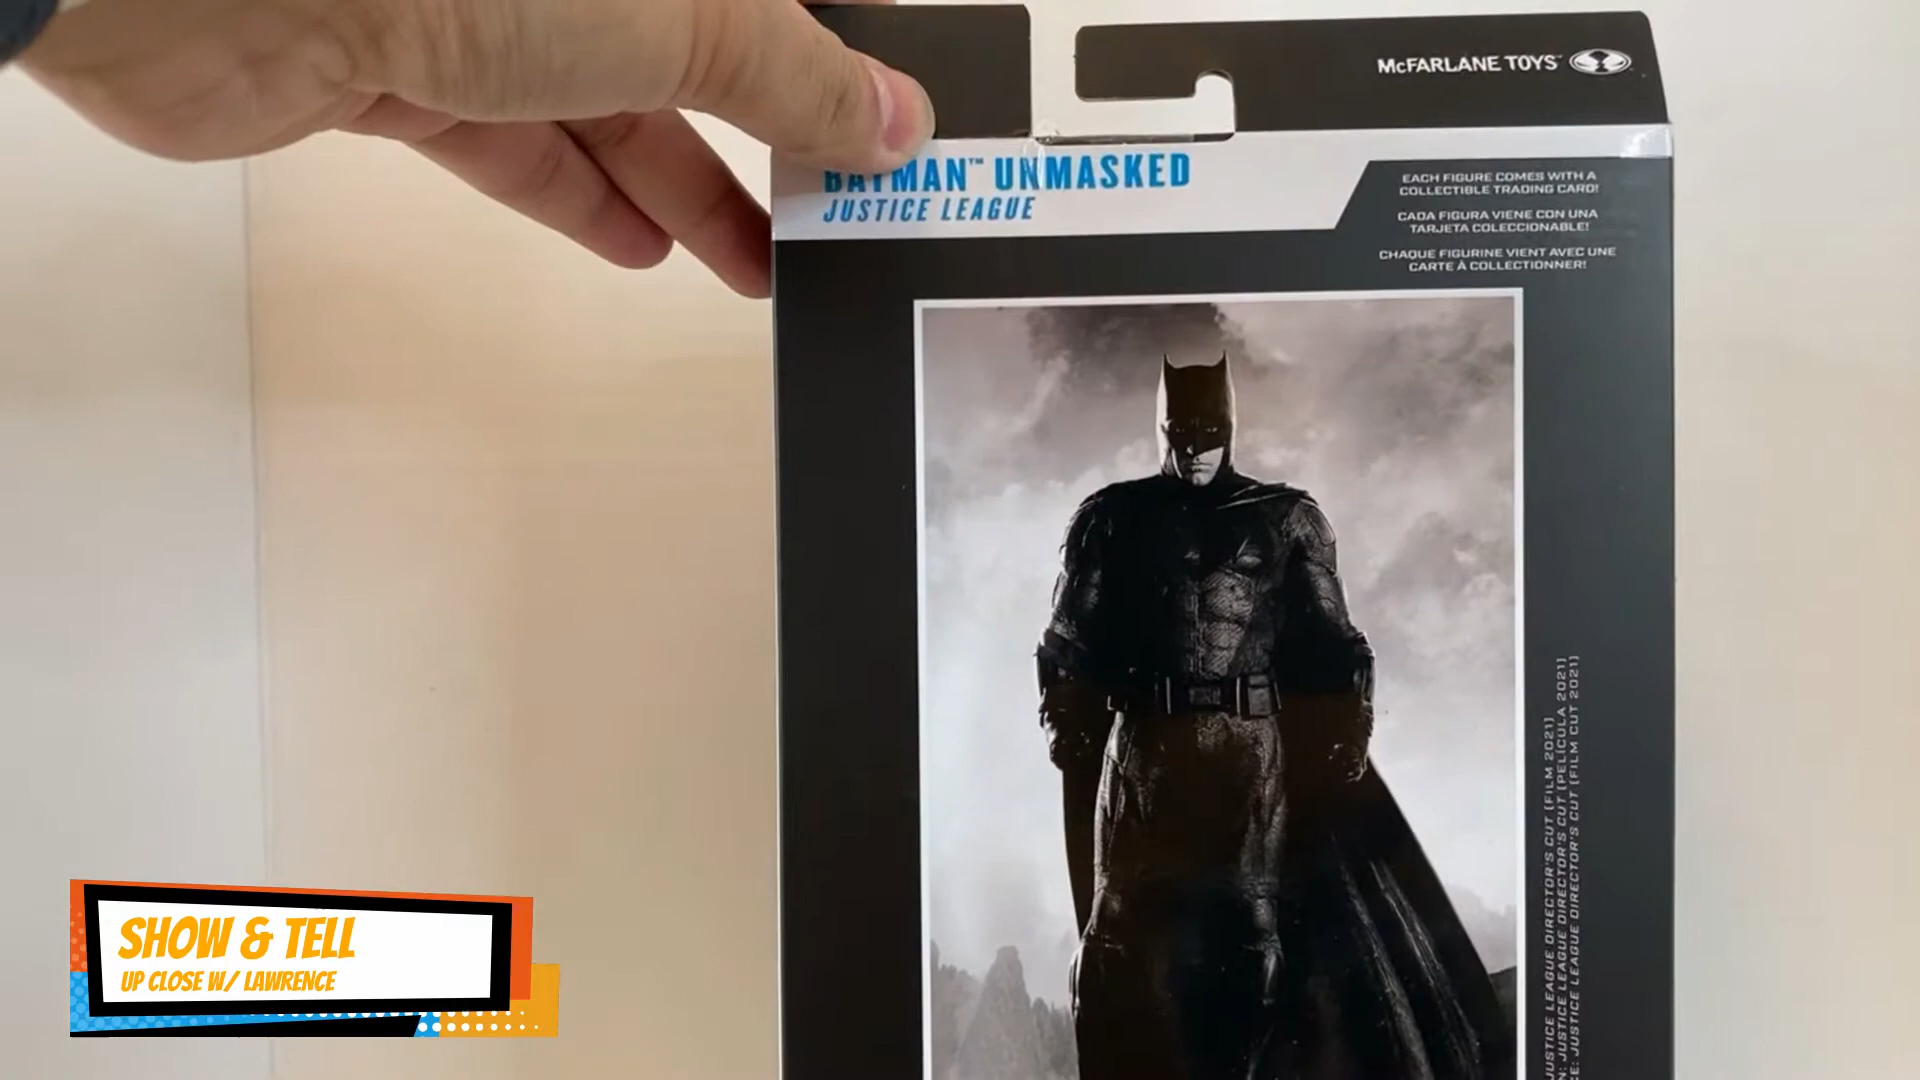 McFARLANE TOYS™
BATMAN™ UNMASKED
JUSTICE LEAGUE
EACH FIGURE COMES WITH A
COLLECTIBLE TRADING CARD!
CADA FIGURA VIENE CON UNA
TARJETA COLECCIONABLE!
CHAQUE FIGURINE VIENT AVEC UNE
CARTE À COLLECTIONNER!
JUSTICE LEAGUE DIRECTOR'S CUT (FILM 2021)
JUSTICE LEAGUE DIRECTOR'S CUT (PELÍCULA 2021)
JUSTICE LEAGUE DIRECTOR'S CUT (FILM CUT 2021)
SHOW & TELL
UP CLOSE W/ LAWRENCE